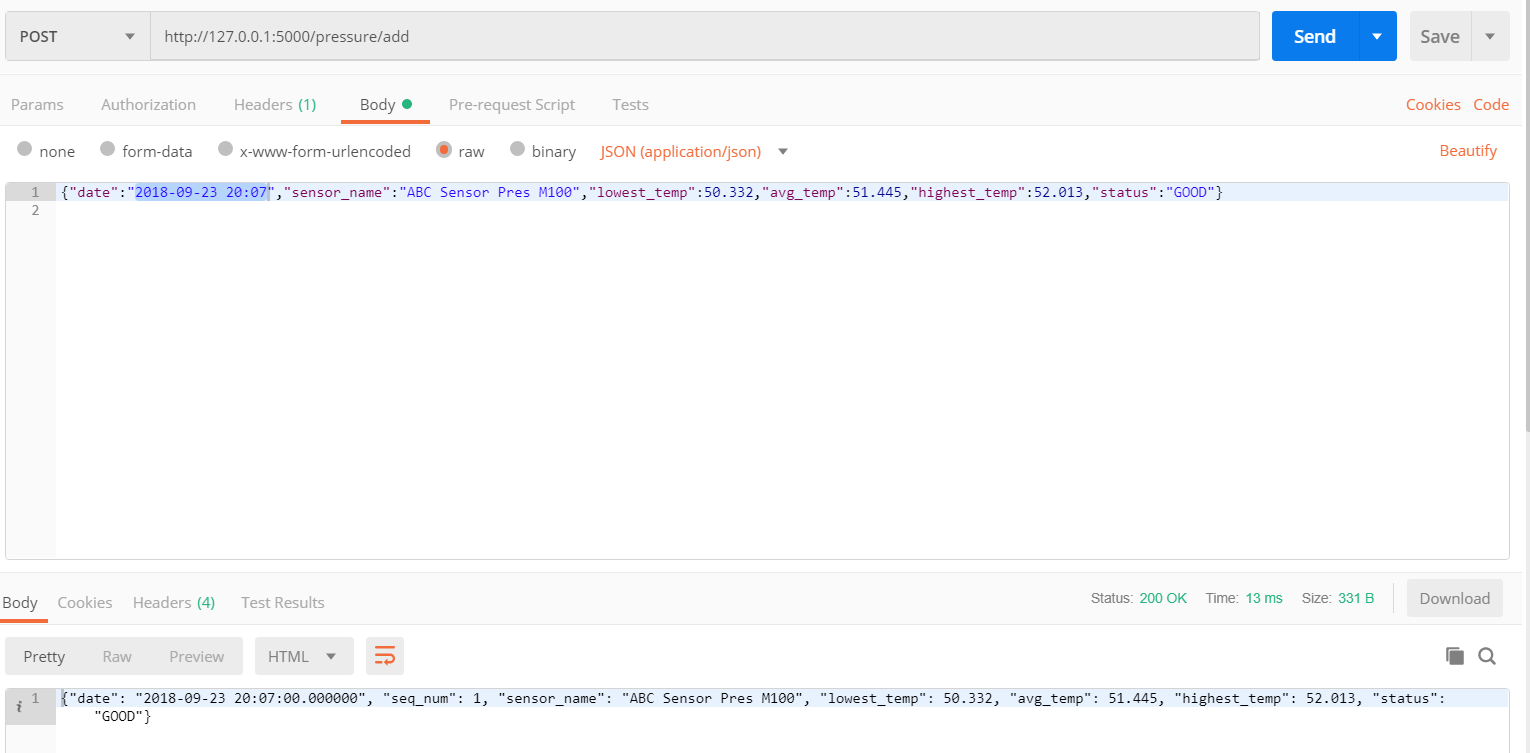 POST http://127.0.0.1:5000/pressure/add Send Save
Params Authorization Headers (1) Body Pre-request Script Tests Cookies Code
none form-data x-www-form-urlencoded raw binary JSON (application/json) Beautify
1 {"date":"2018-09-23 20:07","sensor_name":"ABC Sensor Pres M100","lowest_temp":50.332,"avg_temp":51.445,"highest_temp":52.013,"status":"GOOD"}
2
Body Cookies Headers (4) Test Results Status: 200 OK Time: 13 ms Size: 331 B Download
Pretty Raw Preview HTML
i 1 {"date": "2018-09-23 20:07:00.000000", "seq_num": 1, "sensor_name": "ABC Sensor Pres M100", "lowest_temp": 50.332, "avg_temp": 51.445, "highest_temp": 52.013, "status":
"GOOD"}